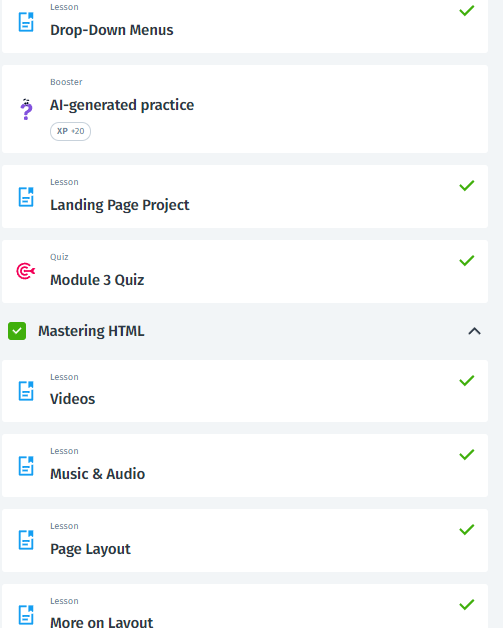 Lesson
Drop-Down Menus
Booster
AI-generated practice
XP +20
Lesson
Landing Page Project
Quiz
Module 3 Quiz
Mastering HTML
Lesson
Videos
Lesson
Music & Audio
Lesson
Page Layout
Lesson
More on Layout